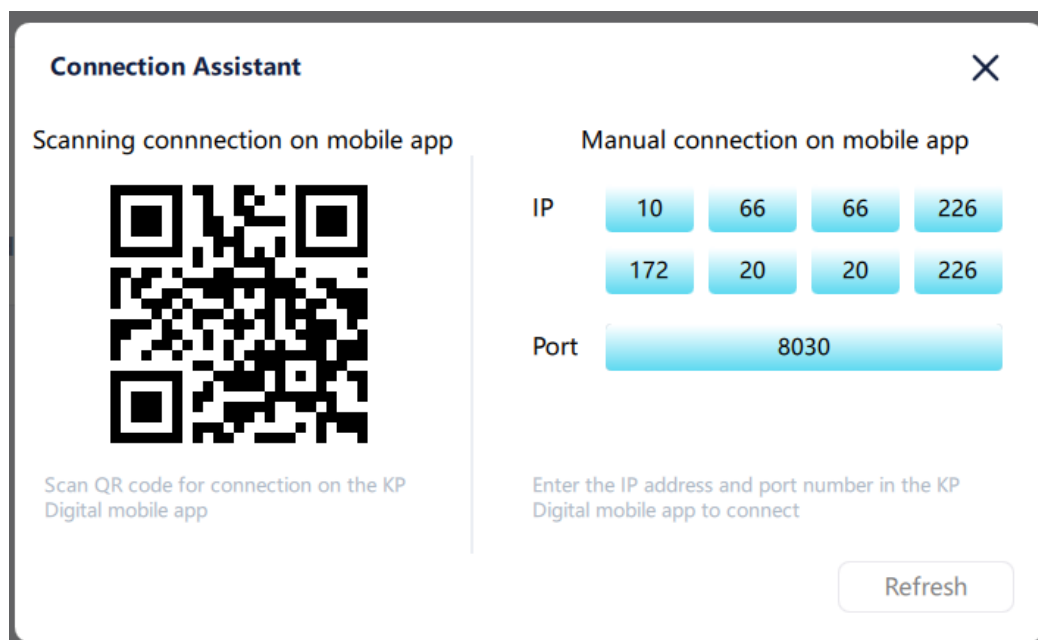 Connection Assistant
Scanning connnection on mobile app
Scan QR code for connection on the KP
Digital mobile app
Manual connection on mobile app
IP 10 66 66 226
172 20 20 226
Port 8030
Enter the IP address and port number in the KP
Digital mobile app to connect
Refresh